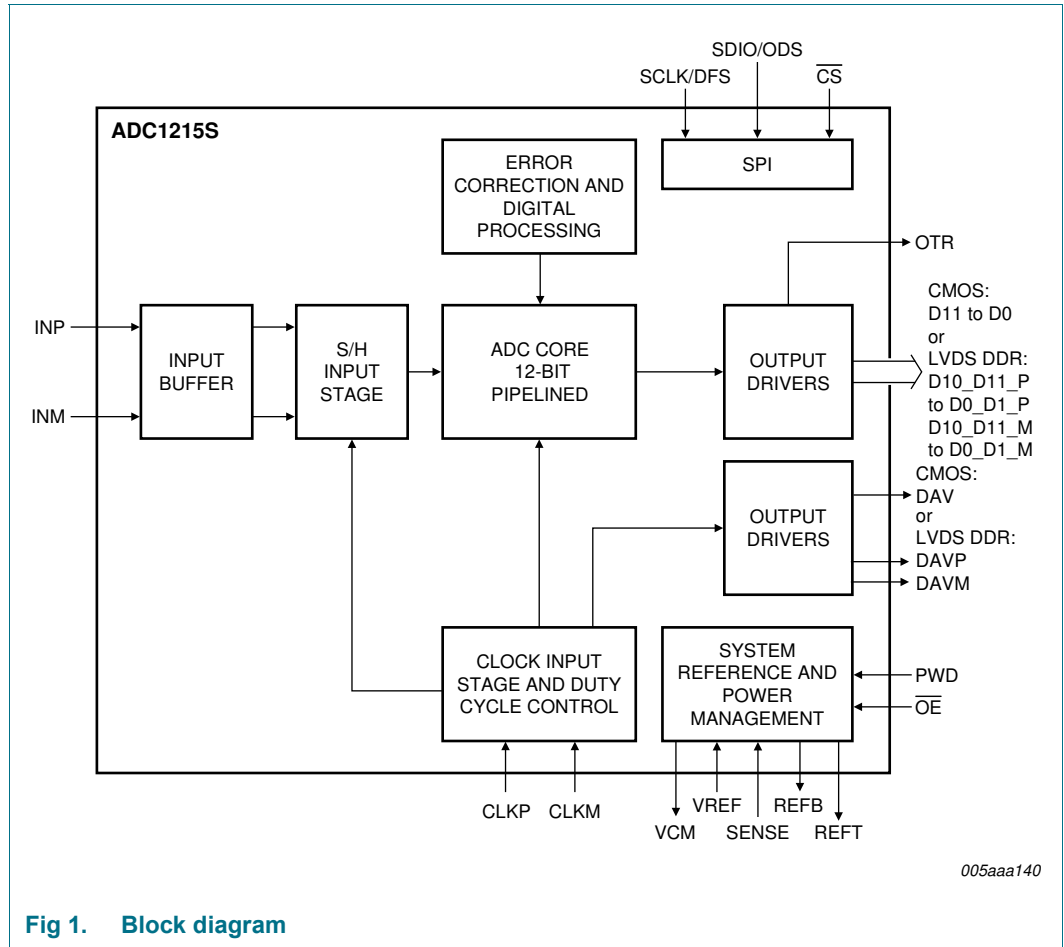 SDIO/ODS
SCLK/DFS
CS
ADC1215S
ERROR
CORRECTION AND
DIGITAL
PROCESSING
SPI
OTR
INP
INM
INPUT
BUFFER
S/H
INPUT
STAGE
ADC CORE
12-BIT
PIPELINED
OUTPUT
DRIVERS
CMOS:
D11 to D0
or
LVDS DDR:
D10_D11_P
to D0_D1_P
D10_D11_M
to D0_D1_M
OUTPUT
DRIVERS
CMOS:
DAV
or
LVDS DDR:
DAVP
DAVM
CLOCK INPUT
STAGE AND DUTY
CYCLE CONTROL
SYSTEM
REFERENCE AND
POWER
MANAGEMENT
PWD
OE
CLKP
CLKM
VCM
VREF
SENSE
REFB
REFT
005aaa140
Fig 1. Block diagram